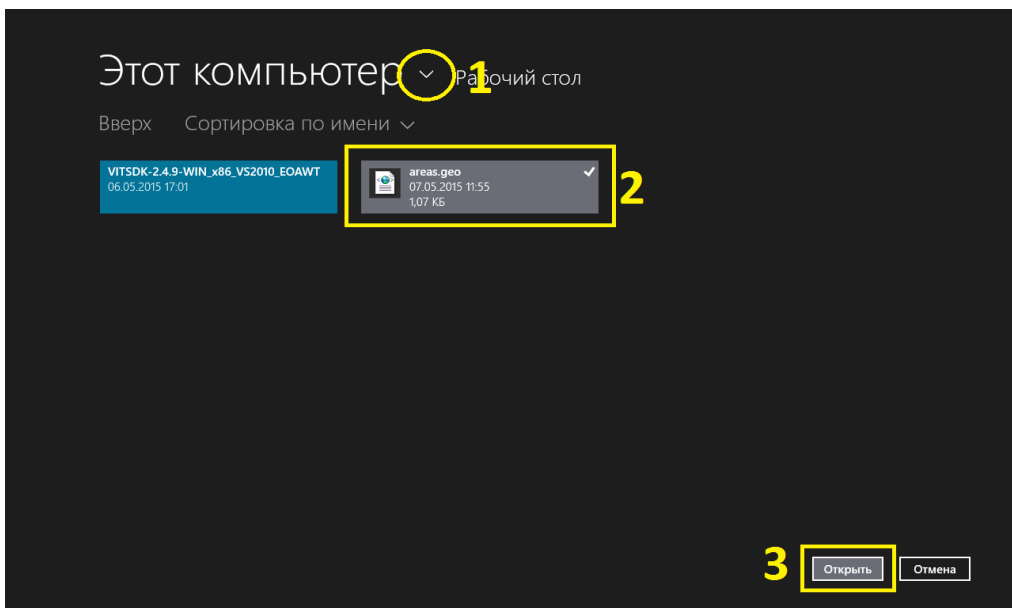 Этот компьютер 1 Рабочий стол
Вверх Сортировка по имени
VITSDK-2.4.9-WIN_x86_VS2010_EOAWT
06.05.2015 17:01
areas.geo
07.05.2015 11:55
1,07 КБ
2
3 Открыть Отмена